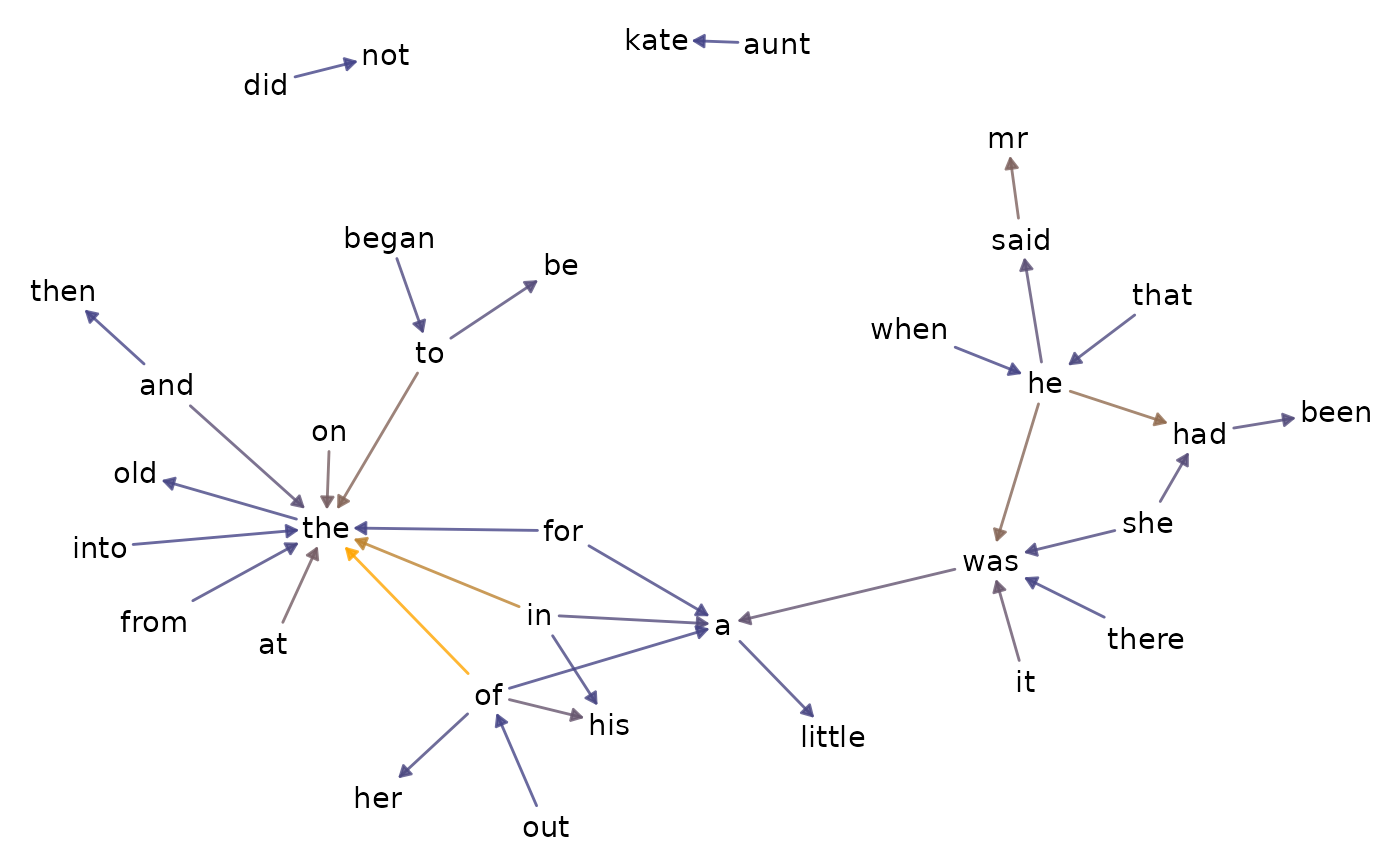 kate
aunt
not
did
mr
began
said
be
then
that
when
to
and
he
been
on
had
old
the
for
she
into
was
in
from
a
there
at
it
of
his
little
her
out